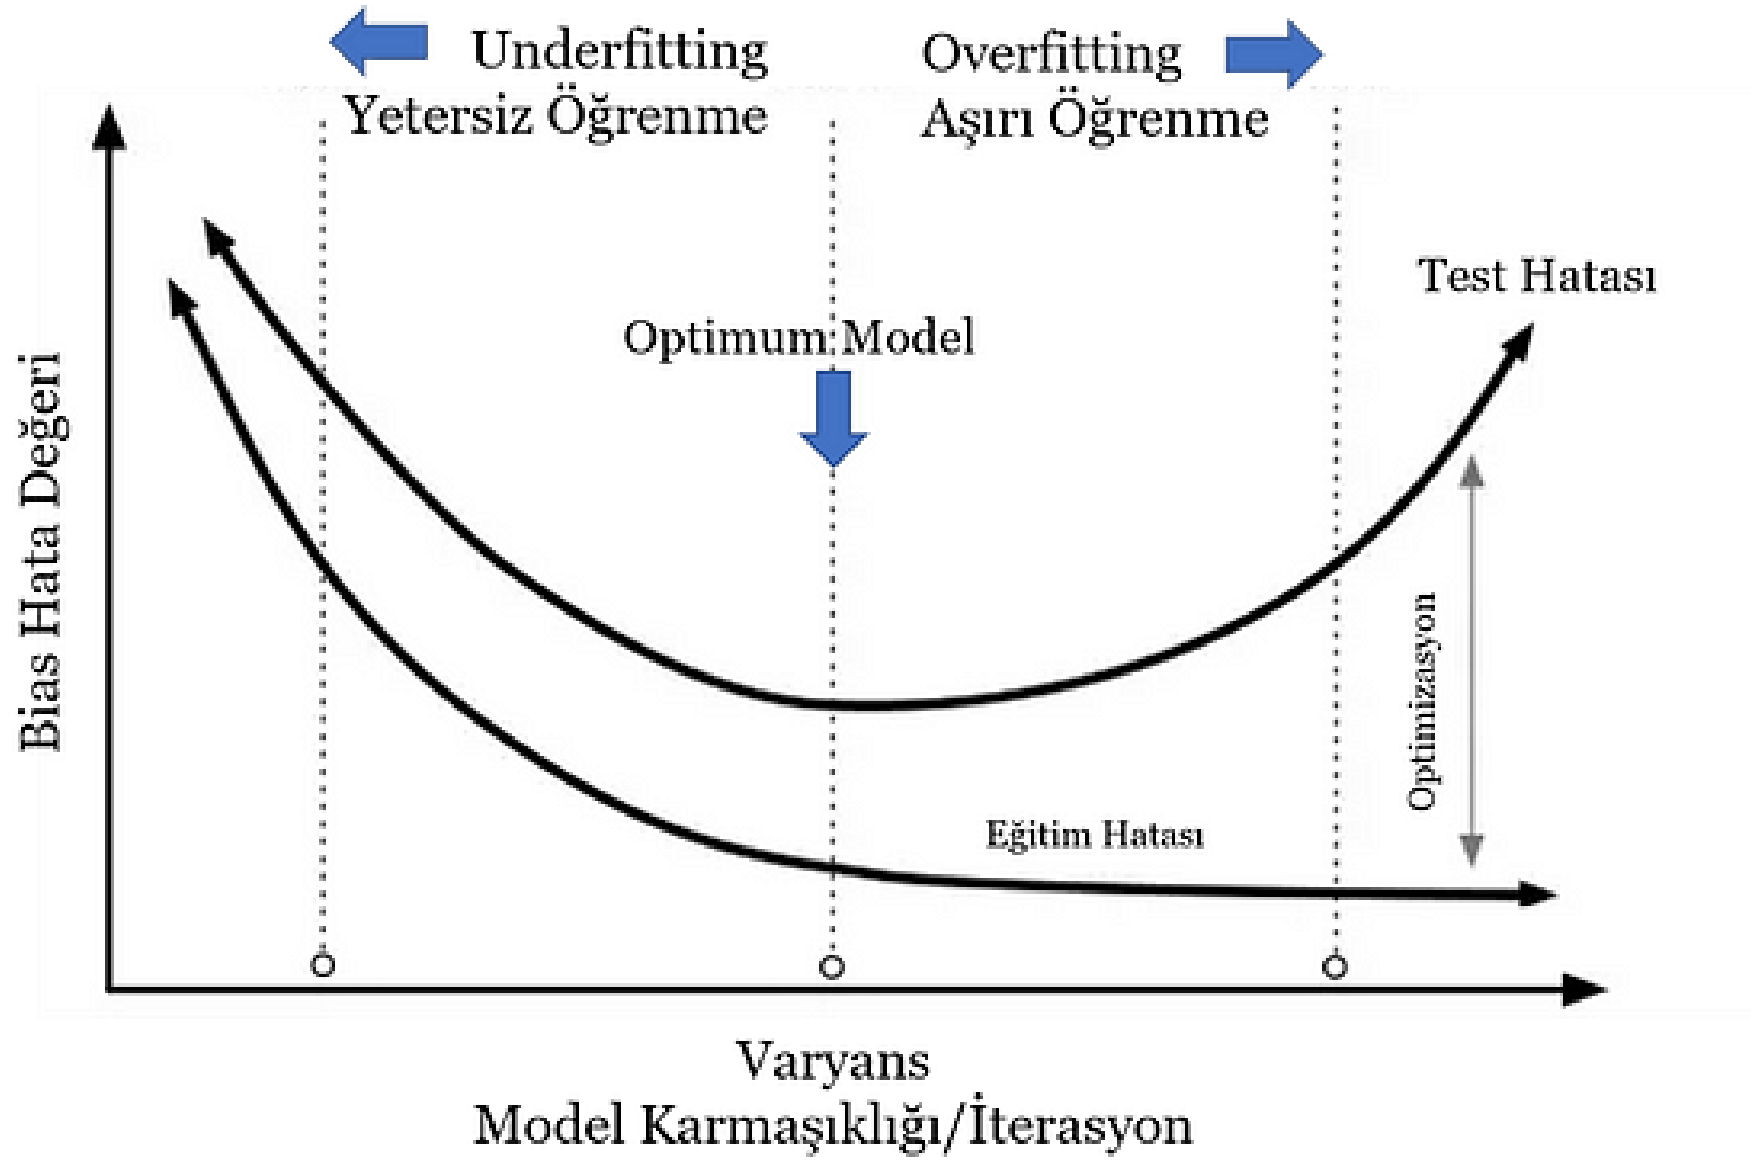 Underfitting
Yetersiz Öğrenme
Overfitting
Aşırı Öğrenme
Test Hatası
Optimum Model
Bias Hata Değeri
Optimizasyon
Eğitim Hatası
Varyans
Model Karmaşıklığı/İterasyon